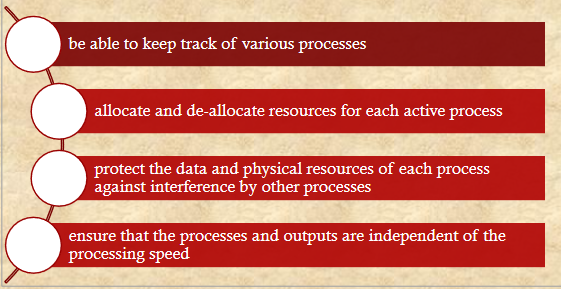 be able to keep track of various processes
allocate and de-allocate resources for each active process
protect the data and physical resources of each process
against interference by other processes
ensure that the processes and outputs are independent of the
processing speed